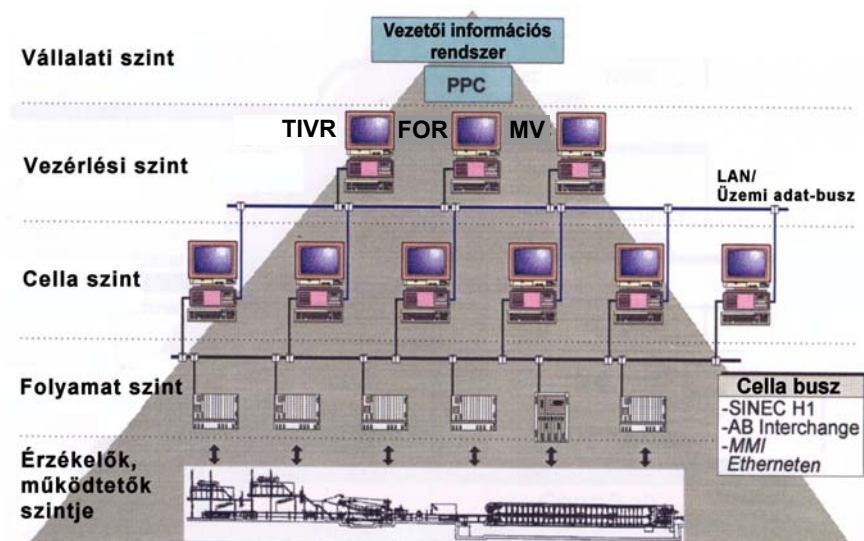 Vezetői információs
rendszer
Vállalati szint
PPC
TIVR FOR MV
Vezérlési szint
LAN/
Üzemi adat-busz
Cella szint
Folyamat szint
Cella busz
-SINEC H1
-AB Interchange
-MMI
Etherneten
Érzékelők,
működtetők
szintje